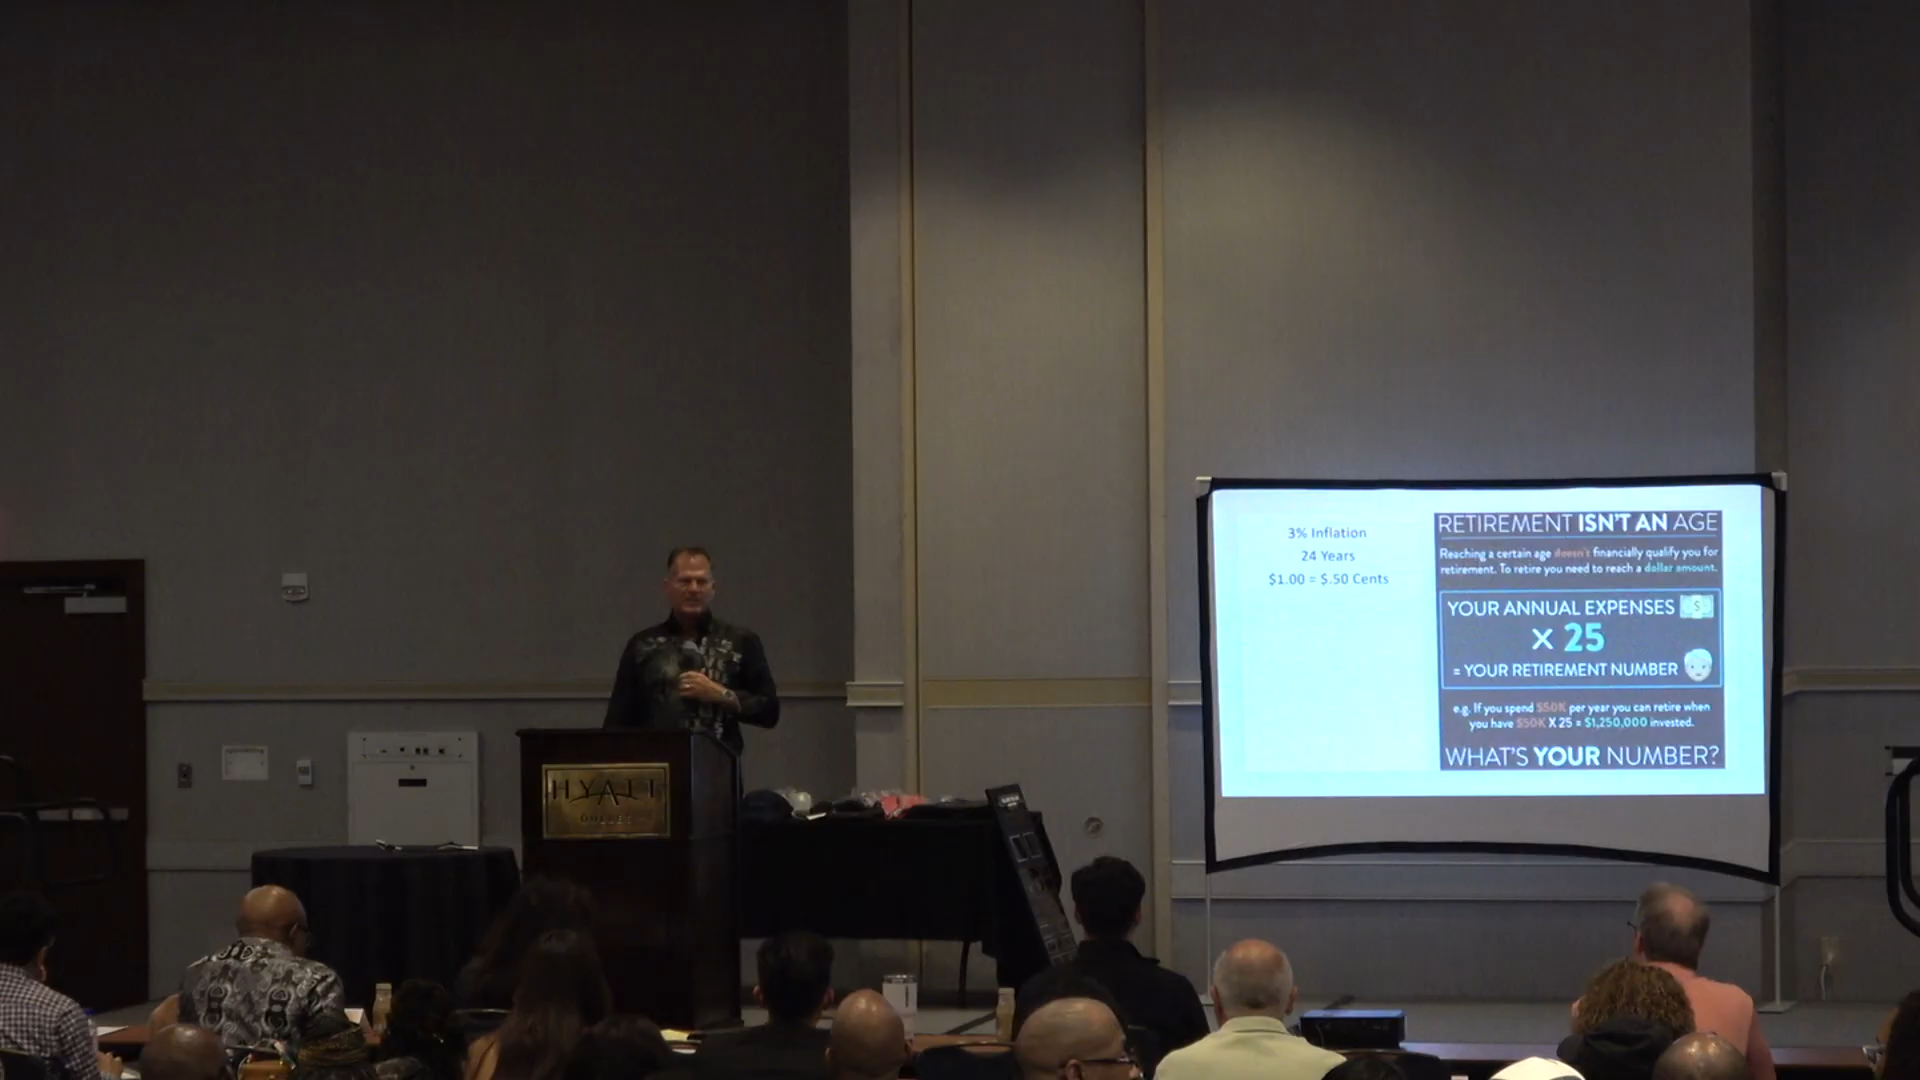 HYATT
3% Inflation
24 Years
$1.00 = $.50 Cents
RETIREMENT ISN'T AN AGE
Reaching a certain age doesn't financially qualify you for
retirement. To retire you need to reach a dollar amount.
YOUR ANNUAL EXPENSES
X 25
= YOUR RETIREMENT NUMBER
e.g. If you spend $50K per year you can retire when
you have $50K X 25 = $1,250,000 invested.
WHAT'S YOUR NUMBER?